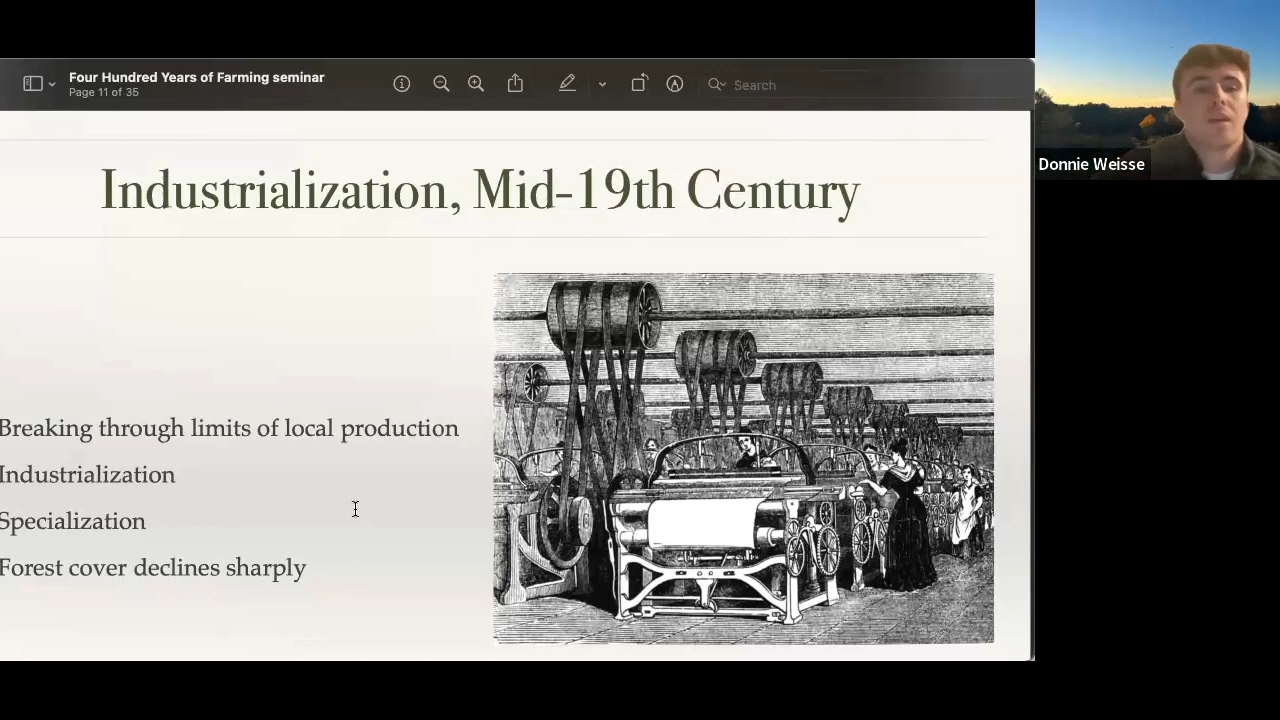 Four Hundred Years of Farming seminar
Page 11 of 35
Search
Donnie Weisse
Industrialization, Mid-19th Century
Breaking through limits of local production
Industrialization
Specialization
Forest cover declines sharply